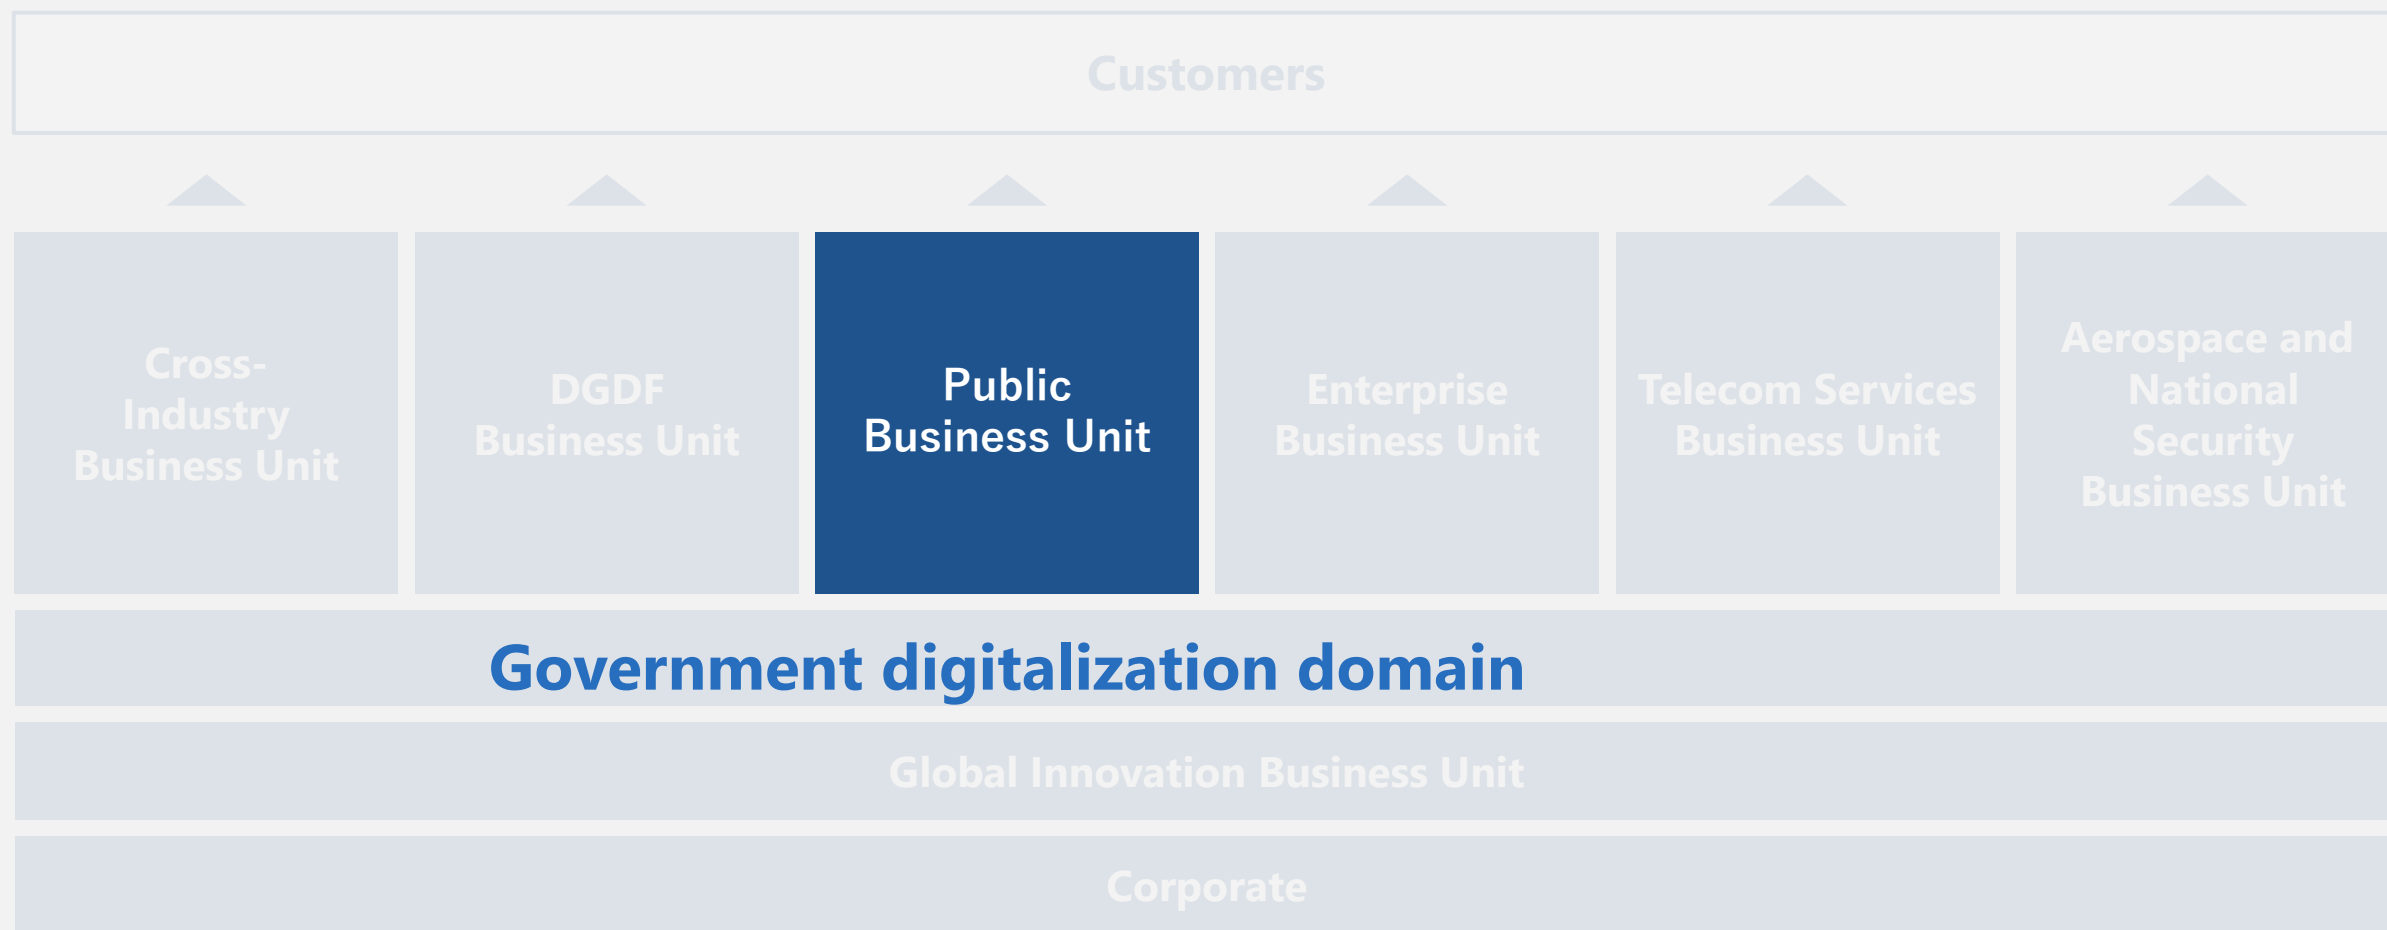 Customers
Cross-
Industry
Business Unit
DGDF
Business Unit
Public
Business Unit
Enterprise
Business Unit
Telecom Services
Business Unit
Aerospace and
National
Security
Business Unit
Government digitalization domain
Global Innovation Business Unit
Corporate